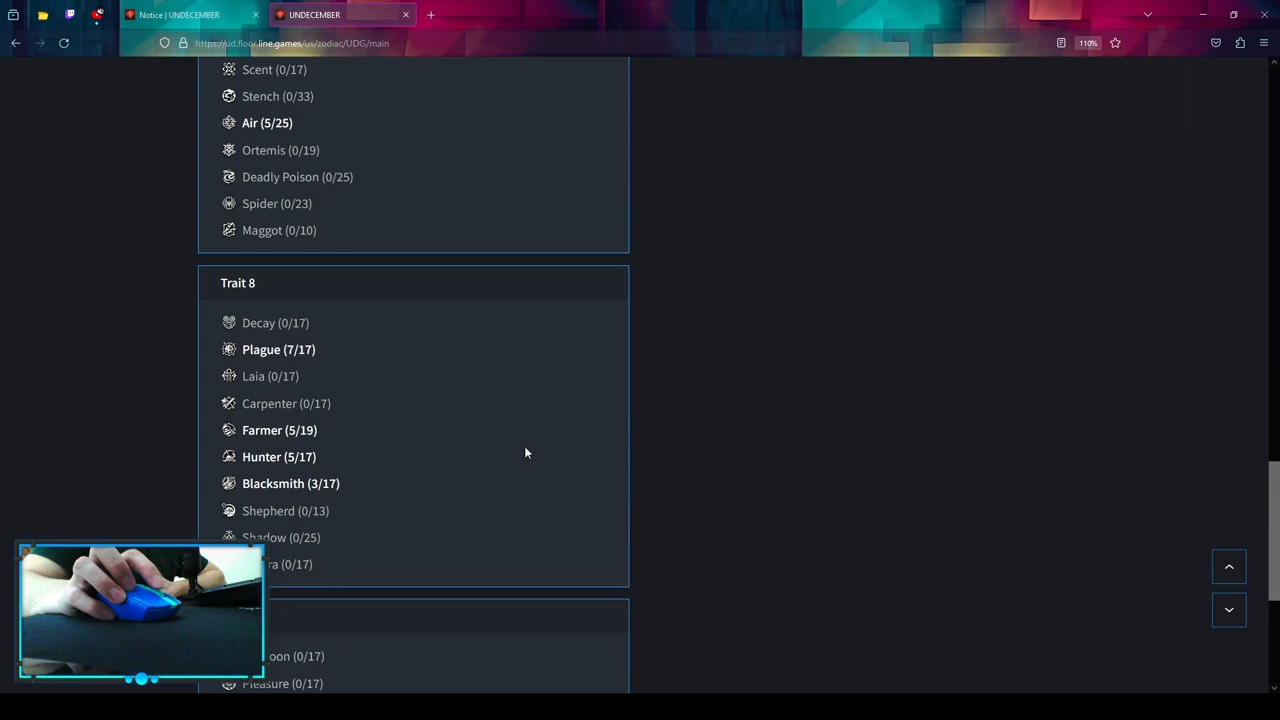 Notice | UNDECEMBER
UNDECEMBER
https://ud.floor.line.games/us/zodiac/UDG/main
110%
Scent (0/17)
Stench (0/33)
Air (5/25)
Ortemis (0/19)
Deadly Poison (0/25)
Spider (0/23)
Maggot (0/10)
Trait 8
Decay (0/17)
Plague (7/17)
Laia (0/17)
Carpenter (0/17)
Farmer (5/19)
Hunter (5/17)
Blacksmith (3/17)
Shepherd (0/13)
Shadow (0/25)
(0/17)
(0/17)
Pleasure (0/17)